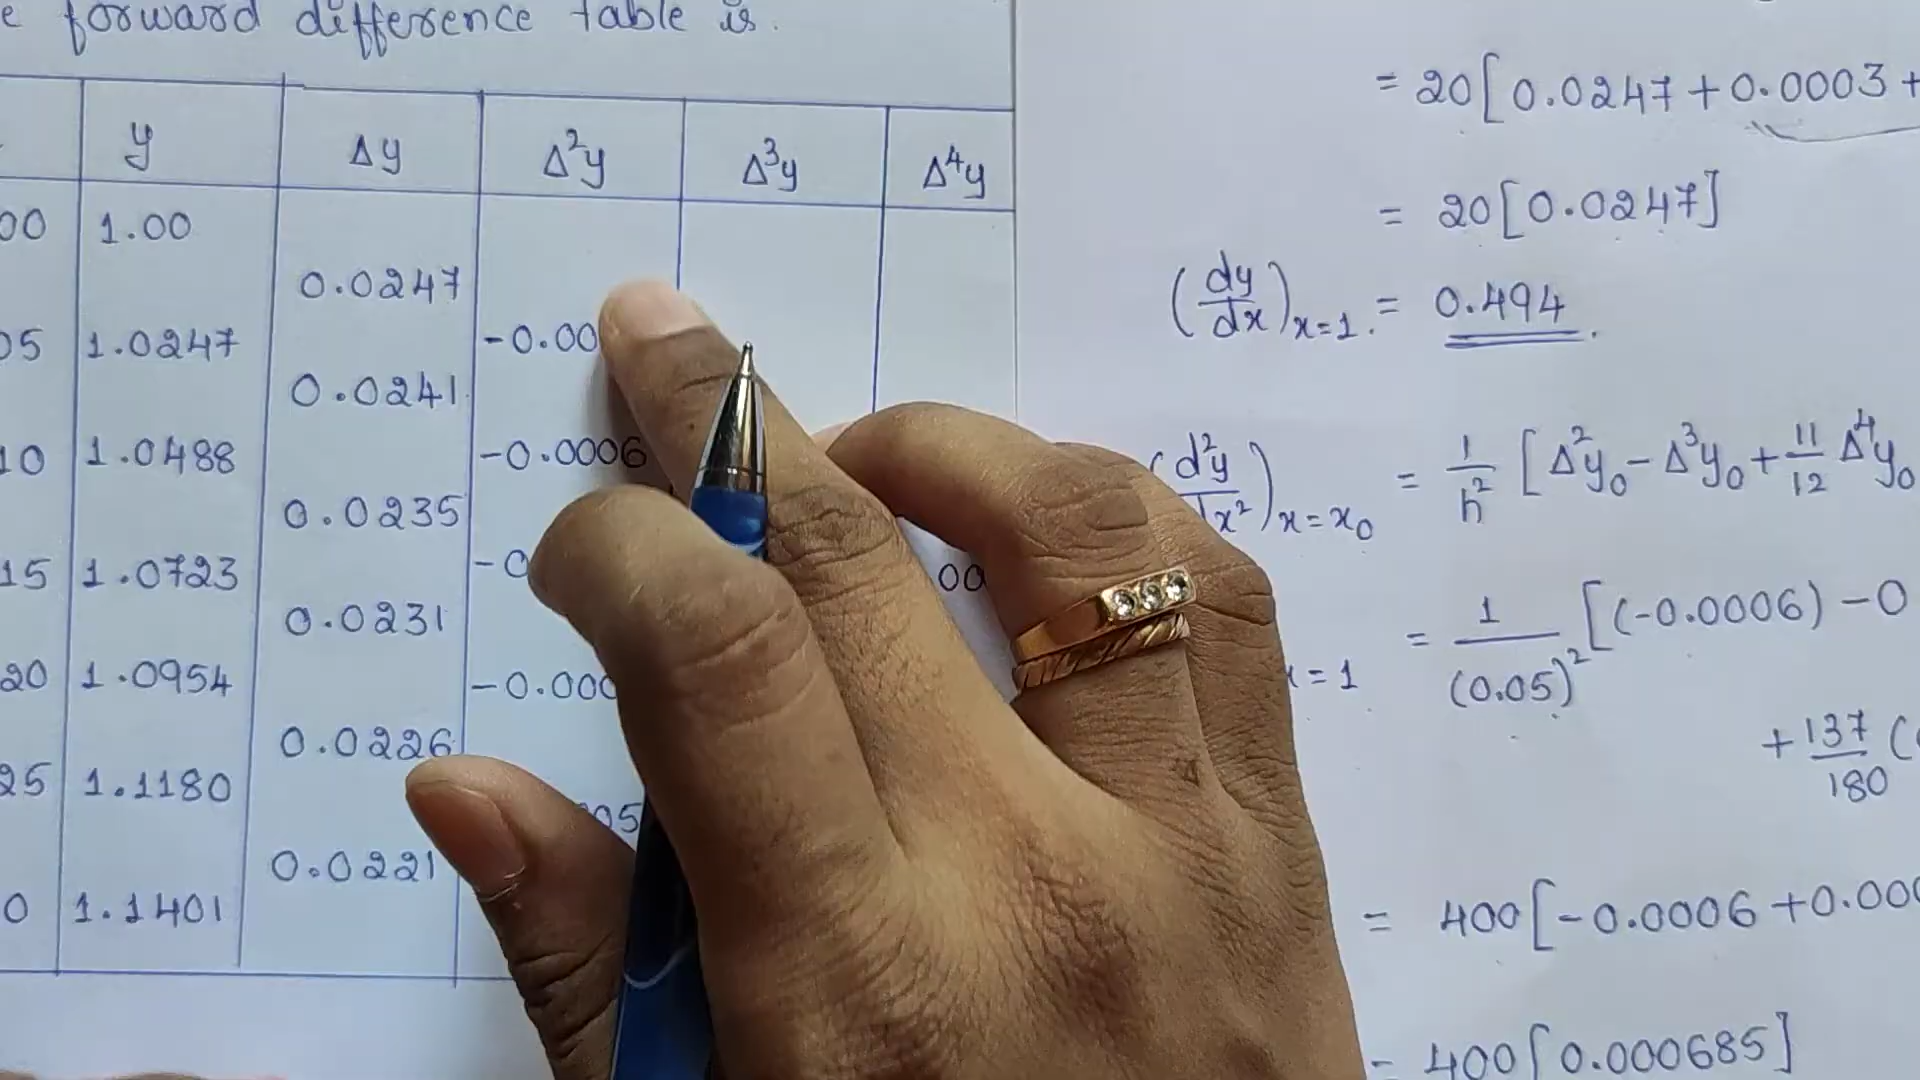 forward difference table is.
y Δy Δ²y Δ³y Δ⁴y
00 1.00
0.0247
05 1.0247 -0.00
0.0241
10 1.0488 -0.0006
0.0235
15 1.0723 -0 00
0.0231
20 1.0954 -0.000
0.0226
25 1.1180 05
0.0221
0 1.1401
= 20[0.0247+0.0003+
= 20[0.0247]
(dy/dx)x=1. = 0.494.
(d²y/dx²)x=x₀ = 1/h² [Δ²y₀-Δ³y₀+11/12 Δ⁴y₀
x=1 = 1/(0.05)² [(-0.0006)-0
+137/180 (
= 400[-0.0006+0.00
= 400[0.000685]